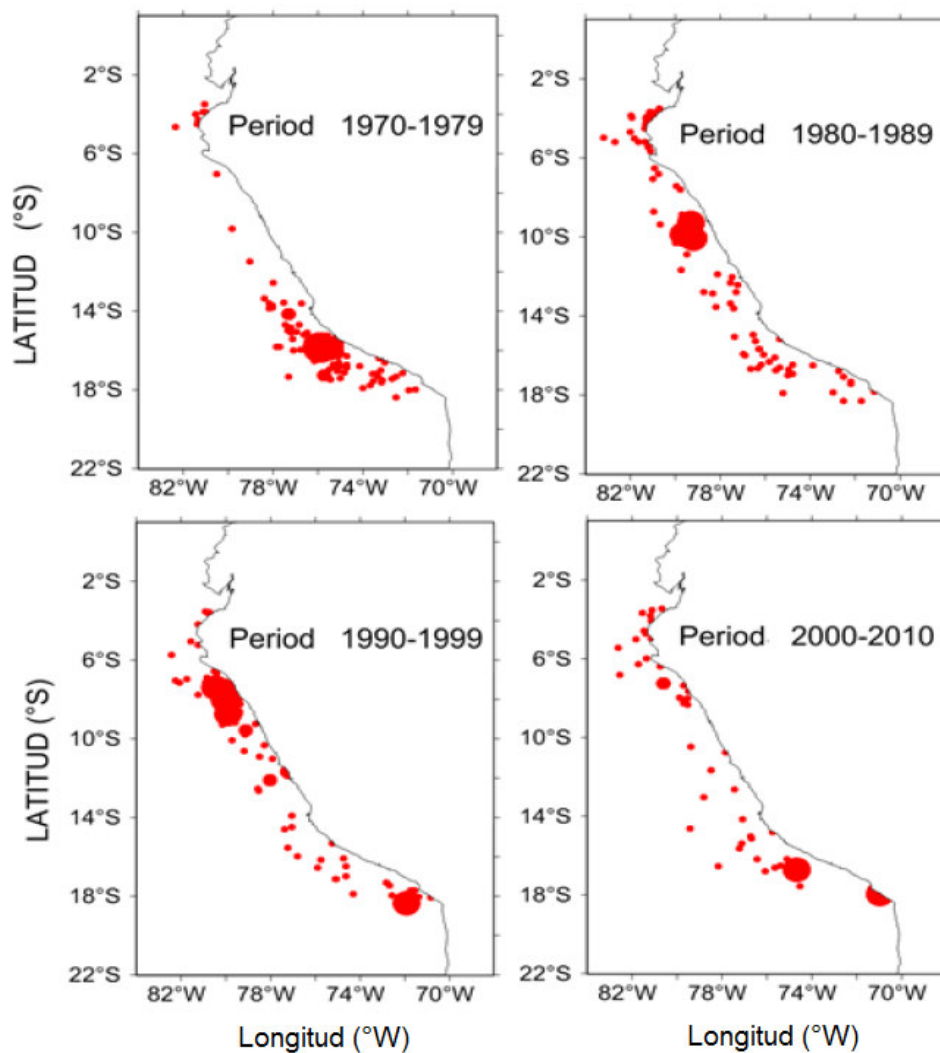 2°S
Period 1970-1979
6°S
10°S
14°S
18°S
22°S
82°W 78°W 74°W 70°W
LATITUD (°S)
2°S
Period 1980-1989
6°S
10°S
14°S
18°S
22°S
82°W 78°W 74°W 70°W
2°S
Period 1990-1999
6°S
10°S
14°S
18°S
22°S
82°W 78°W 74°W 70°W
LATITUD (°S)
Longitud (°W)
2°S
Period 2000-2010
6°S
10°S
14°S
18°S
22°S
82°W 78°W 74°W 70°W
Longitud (°W)